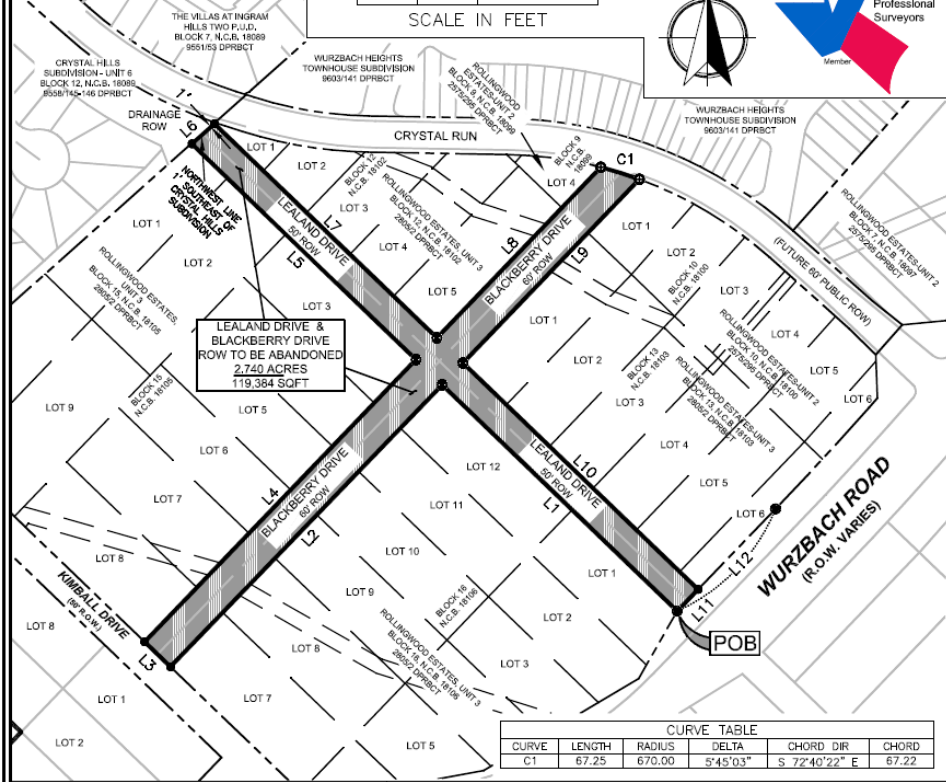 Professional
Surveyors
Member
SCALE IN FEET
THE VILLAS AT INGRAM
HILLS TWO P.U.D.
BLOCK 7, N.C.B. 18089
9551/53 DPRBCT
CRYSTAL HILLS
SUBDIVISION - UNIT 6
BLOCK 12, N.C.B. 18089
9558/145-146 DPRBCT
WURZBACH HEIGHTS
TOWNHOUSE SUBDIVISION
9603/141 DPRBCT
ROLLINGWOOD
ESTATES-UNIT 2
BLOCK 8, N.C.B. 18099
2575/295 DPRBCT
WURZBACH HEIGHTS
TOWNHOUSE SUBDIVISION
9603/141 DPRBCT
1'
DRAINAGE
ROW
L6
CRYSTAL RUN
LOT 1
LOT 2
BLOCK 12
N.C.B. 18102
BLOCK 9
N.C.B.
18099
C1
LOT 4
NORTHWEST LINE
1' SOUTHEAST OF
CRYSTAL HILLS
SUBDIVISION
ROLLINGWOOD ESTATES, UNIT 3
BLOCK 12, N.C.B. 18102
2805/2 DPRBCT
LOT 3
L7
LEALAND DRIVE
50' ROW
L5
LOT 4
LOT 5
L8
BLACKBERRY DRIVE
60' ROW
L9
LOT 1
LOT 2
BLOCK 10
N.C.B. 18100
LOT 3
ROLLINGWOOD ESTATES-UNIT 2
BLOCK 7, N.C.B. 18097
2575/295 DPRBCT
(FUTURE 60' PUBLIC ROW)
LOT 4
LOT 5
LOT 6
ROLLINGWOOD ESTATES-UNIT 2
BLOCK 10, N.C.B. 18100
2575/295 DPRBCT
LOT 1
LOT 2
LOT 3
ROLLINGWOOD ESTATES,
UNIT 3
BLOCK 15, N.C.B. 18105
2805/2 DPRBCT
LEALAND DRIVE &
BLACKBERRY DRIVE
ROW TO BE ABANDONED
2.740 ACRES
119,384 SQFT
BLOCK 15
N.C.B. 18105
LOT 9
LOT 5
LOT 6
LOT 7
LOT 8
LOT 1
LOT 2
BLOCK 13
N.C.B. 18103
LOT 3
ROLLINGWOOD ESTATES-UNIT 3
BLOCK 13, N.C.B. 18103
2805/2 DPRBCT
LOT 4
LOT 5
LOT 6
L4
BLACKBERRY DRIVE
60' ROW
L2
LOT 12
LOT 11
LOT 10
LOT 9
LOT 8
LOT 7
L10
LEALAND DRIVE
50' ROW
L1
LOT 1
LOT 2
LOT 3
BLOCK 16
N.C.B. 18106
ROLLINGWOOD ESTATES, UNIT 3
BLOCK 16, N.C.B. 18106
2805/2 DPRBCT
LOT 5
WURZBACH ROAD
(R.O.W. VARIES)
L12
L11
POB
KIMBALL DRIVE
LOT 8
L3
LOT 1
LOT 2
CURVE TABLE
CURVE LENGTH RADIUS DELTA CHORD DIR CHORD
C1 67.25 670.00 5°45'03" S 72°40'22" E 67.22